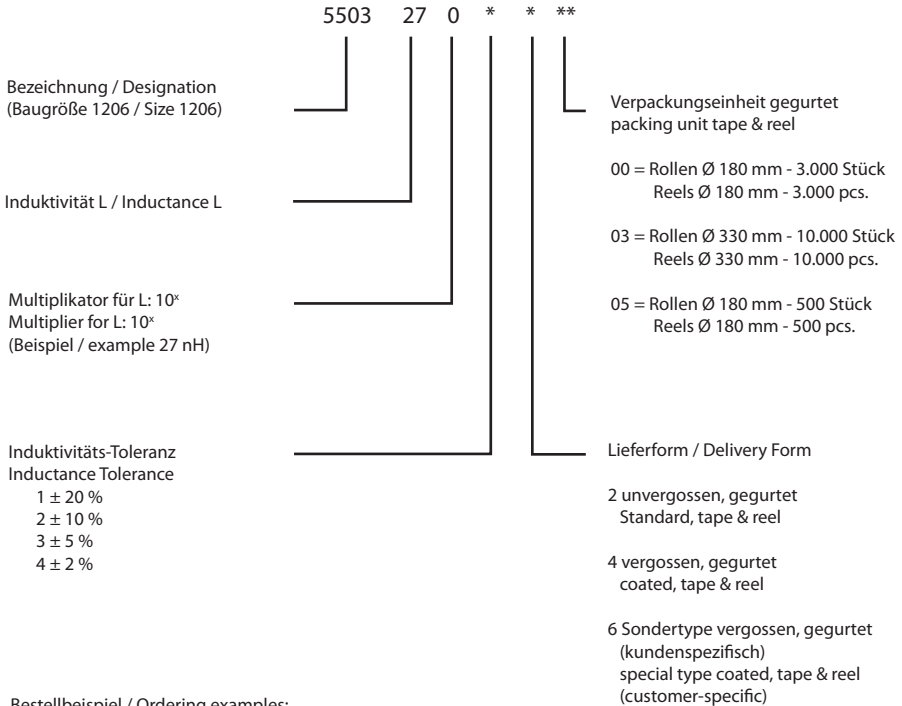 5503 27 0 * * **
Bezeichnung / Designation
(Baugröße 1206 / Size 1206)
Induktivität L / Inductance L
Multiplikator für L: 10ˣ
Multiplier for L: 10ˣ
(Beispiel / example 27 nH)
Induktivitäts-Toleranz
Inductance Tolerance
1 ± 20 %
2 ± 10 %
3 ± 5 %
4 ± 2 %
Verpackungseinheit gegurtet
packing unit tape & reel
00 = Rollen Ø 180 mm - 3.000 Stück
Reels Ø 180 mm - 3.000 pcs.
03 = Rollen Ø 330 mm - 10.000 Stück
Reels Ø 330 mm - 10.000 pcs.
05 = Rollen Ø 180 mm - 500 Stück
Reels Ø 180 mm - 500 pcs.
Lieferform / Delivery Form
2 unvergossen, gegurtet
Standard, tape & reel
4 vergossen, gegurtet
coated, tape & reel
6 Sondertype vergossen, gegurtet
(kundenspezifisch)
special type coated, tape & reel
(customer-specific)
Bestellbeispiel / Ordering examples: